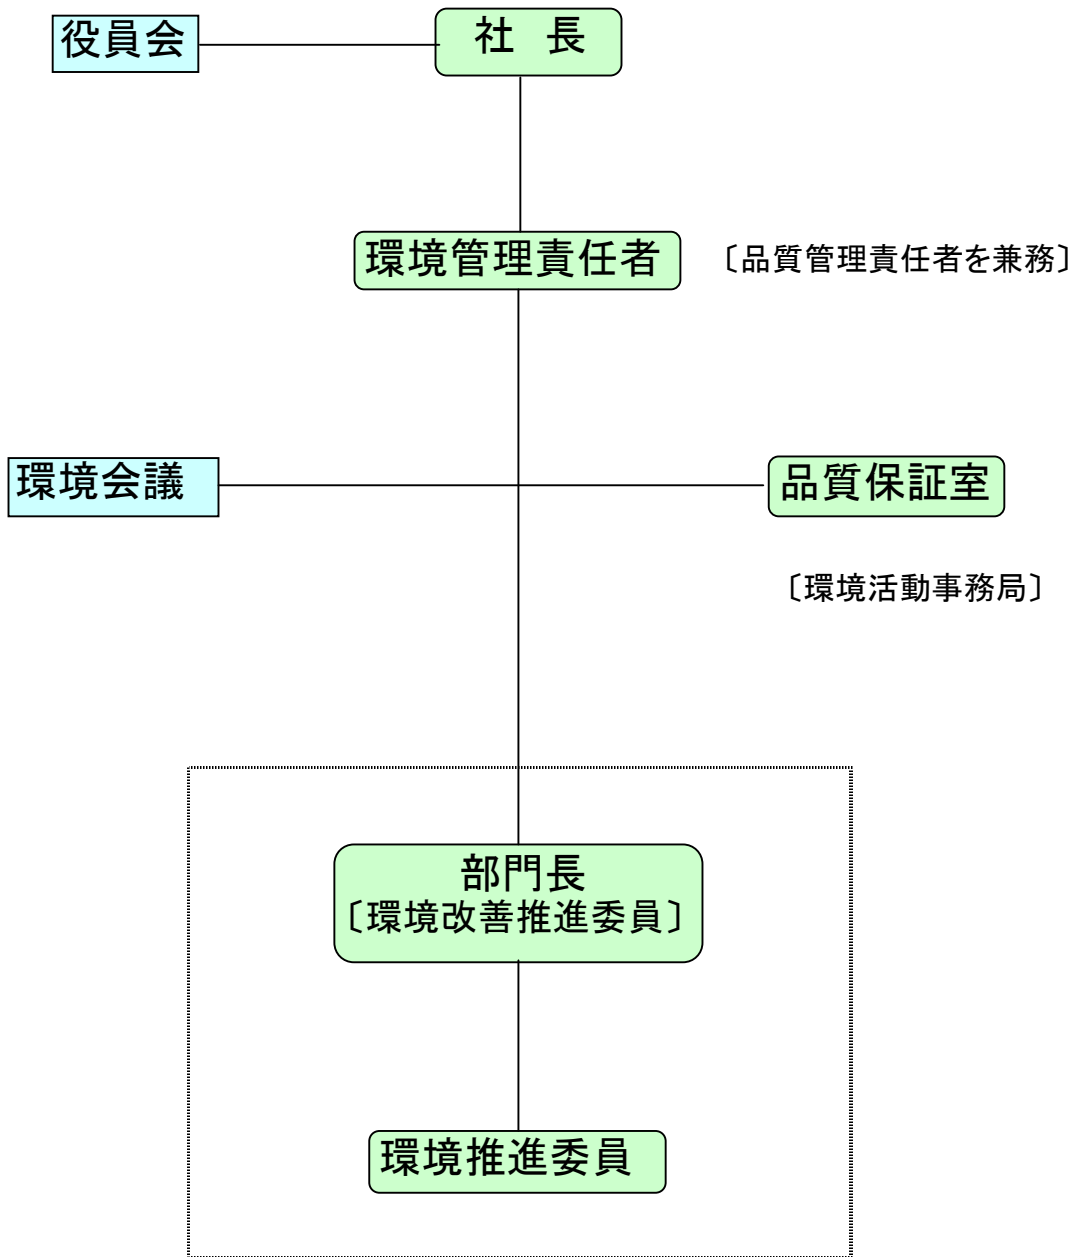 役員会
社 長
環境管理責任者
〔品質管理責任者を兼務〕
環境会議
品質保証室
〔環境活動事務局〕
部門長
〔環境改善推進委員〕
環境推進委員